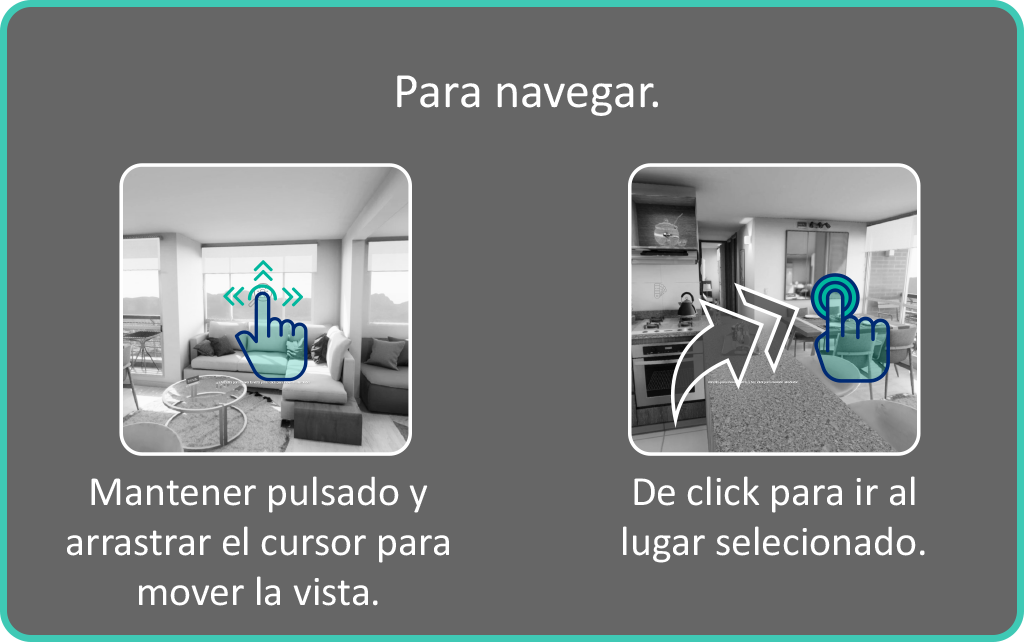 Para navegar.
Mantener pulsado y
arrastrar el cursor para
mover la vista.
De click para ir al
lugar selecionado.